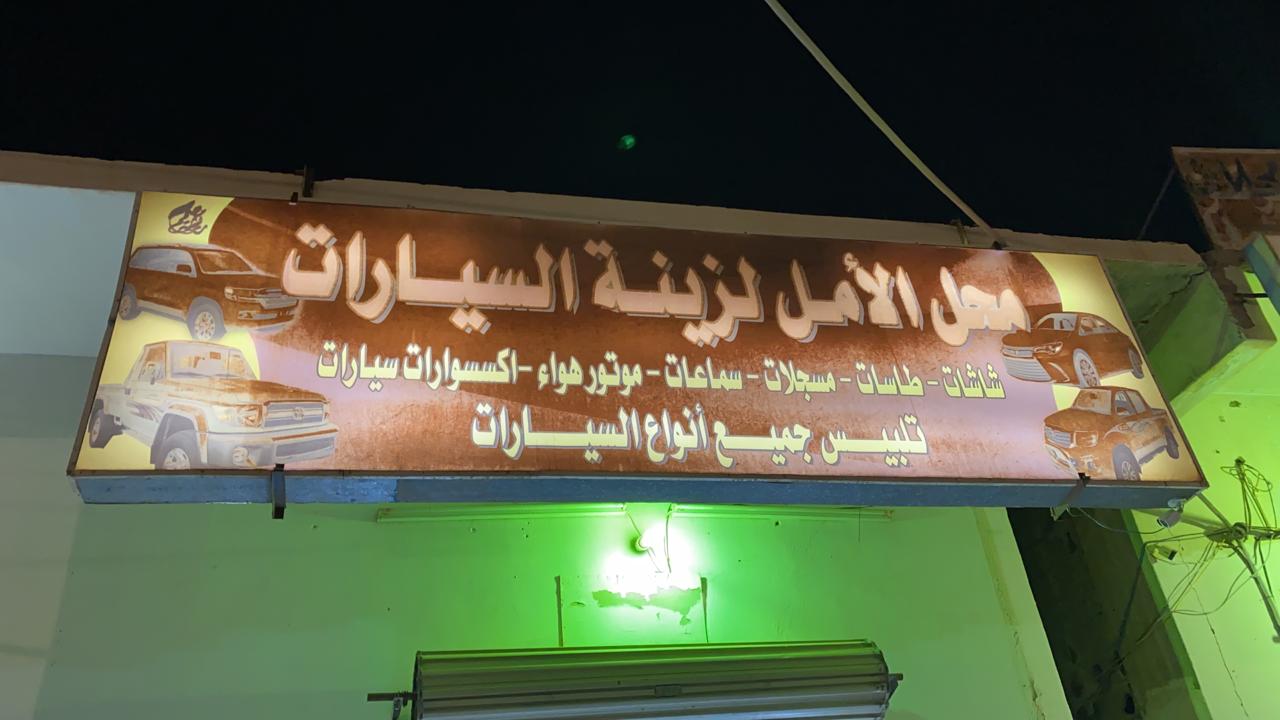 محل الأمل لزينة السيارات
شاشات - طاسات - مسجلات - سماعات - موتور هواء - اكسسوارات سيارات
تلبيس جميع أنواع السيارات